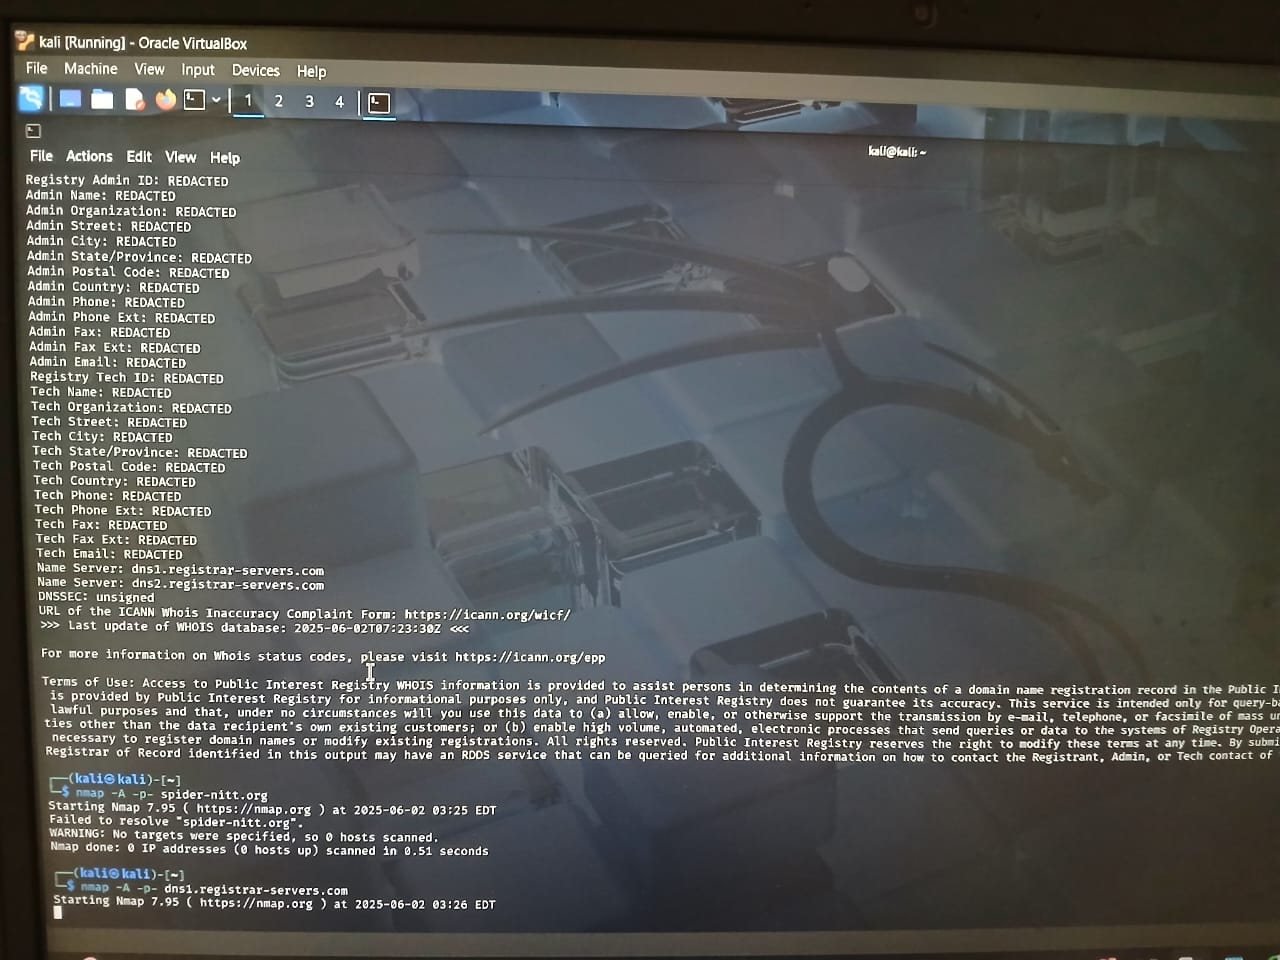 kali [Running] - Oracle VirtualBox
File Machine View Input Devices Help
1 2 3 4
kali@kali: ~
File Actions Edit View Help
Registry Admin ID: REDACTED
Admin Name: REDACTED
Admin Organization: REDACTED
Admin Street: REDACTED
Admin City: REDACTED
Admin State/Province: REDACTED
Admin Postal Code: REDACTED
Admin Country: REDACTED
Admin Phone: REDACTED
Admin Phone Ext: REDACTED
Admin Fax: REDACTED
Admin Fax Ext: REDACTED
Admin Email: REDACTED
Registry Tech ID: REDACTED
Tech Name: REDACTED
Tech Organization: REDACTED
Tech Street: REDACTED
Tech City: REDACTED
Tech State/Province: REDACTED
Tech Postal Code: REDACTED
Tech Country: REDACTED
Tech Phone: REDACTED
Tech Phone Ext: REDACTED
Tech Fax: REDACTED
Tech Fax Ext: REDACTED
Tech Email: REDACTED
Name Server: dns1.registrar-servers.com
Name Server: dns2.registrar-servers.com
DNSSEC: unsigned
URL of the ICANN Whois Inaccuracy Complaint Form: https://icann.org/wicf/
>>> Last update of WHOIS database: 2025-06-02T07:23:30Z <<<
For more information on Whois status codes, please visit https://icann.org/epp
Terms of Use: Access to Public Interest Registry WHOIS information is provided to assist persons in determining the contents of a domain name registration record in the Public
is provided by Public Interest Registry for informational purposes only, and Public Interest Registry does not guarantee its accuracy. This service is intended only for
lawful purposes and that, under no circumstances will you use this data to (a) allow, enable, or otherwise support the transmission by e-mail, telephone, or facsimile of mass
ties other than the data recipient's own existing customers; or (b) enable high volume, automated, electronic processes that send queries or data to the systems of Registry
necessary to register domain names or modify existing registrations. All rights reserved. Public Interest Registry reserves the right to modify these terms at any time. By
Registrar of Record identified in this output may have an RDDS service that can be queried for additional information on how to contact the Registrant, Admin, or Tech contact of
┌──(kali㉿kali)-[~]
└─$ nmap -A -p- spider-nitt.org
Starting Nmap 7.95 ( https://nmap.org ) at 2025-06-02 03:25 EDT
Failed to resolve "spider-nitt.org".
WARNING: No targets were specified, so 0 hosts scanned.
Nmap done: 0 IP addresses (0 hosts up) scanned in 0.51 seconds
┌──(kali㉿kali)-[~]
└─$ nmap -A -p- dns1.registrar-servers.com
Starting Nmap 7.95 ( https://nmap.org ) at 2025-06-02 03:26 EDT